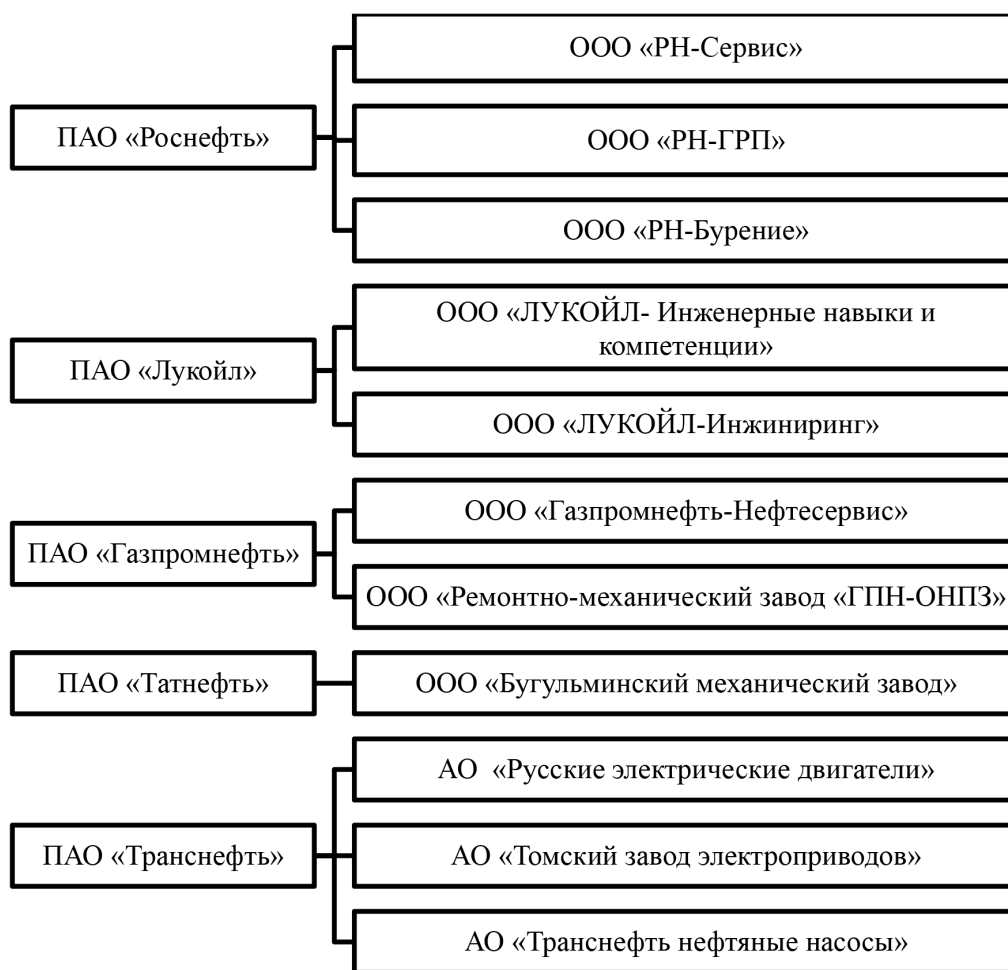 ПАО «Роснефть»
ООО «РН-Сервис»
ООО «РН-ГРП»
ООО «РН-Бурение»
ПАО «Лукойл»
ООО «ЛУКОЙЛ- Инженерные навыки и
компетенции»
ООО «ЛУКОЙЛ-Инжиниринг»
ПАО «Газпромнефть»
ООО «Газпромнефть-Нефтесервис»
ООО «Ремонтно-механический завод «ГПН-ОНПЗ»
ПАО «Татнефть»
ООО «Бугульминский механический завод»
ПАО «Транснефть»
АО  «Русские электрические двигатели»
АО «Томский завод электроприводов»
АО «Транснефть нефтяные насосы»